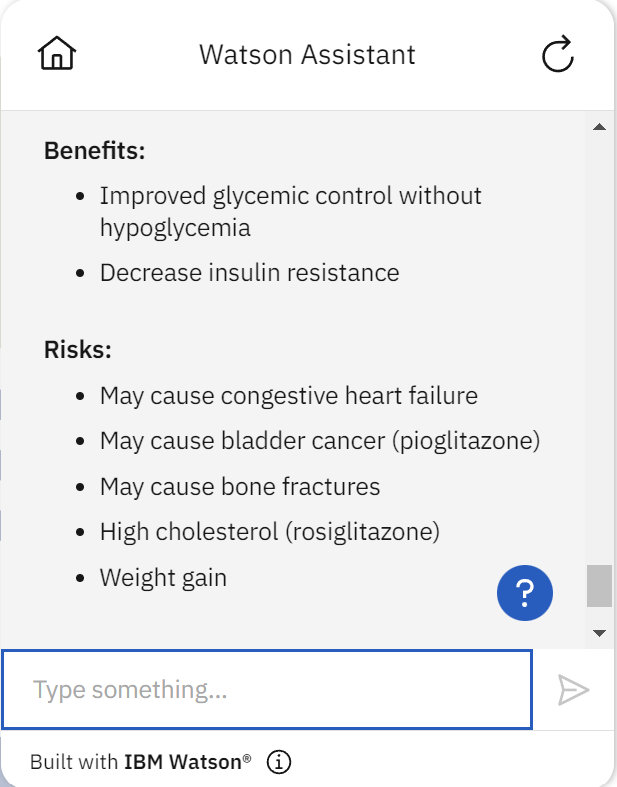 Watson Assistant
Benefits:
• Improved glycemic control without
hypoglycemia
• Decrease insulin resistance
Risks:
• May cause congestive heart failure
• May cause bladder cancer (pioglitazone)
• May cause bone fractures
• High cholesterol (rosiglitazone)
• Weight gain
?
Type something...
Built with IBM Watson®